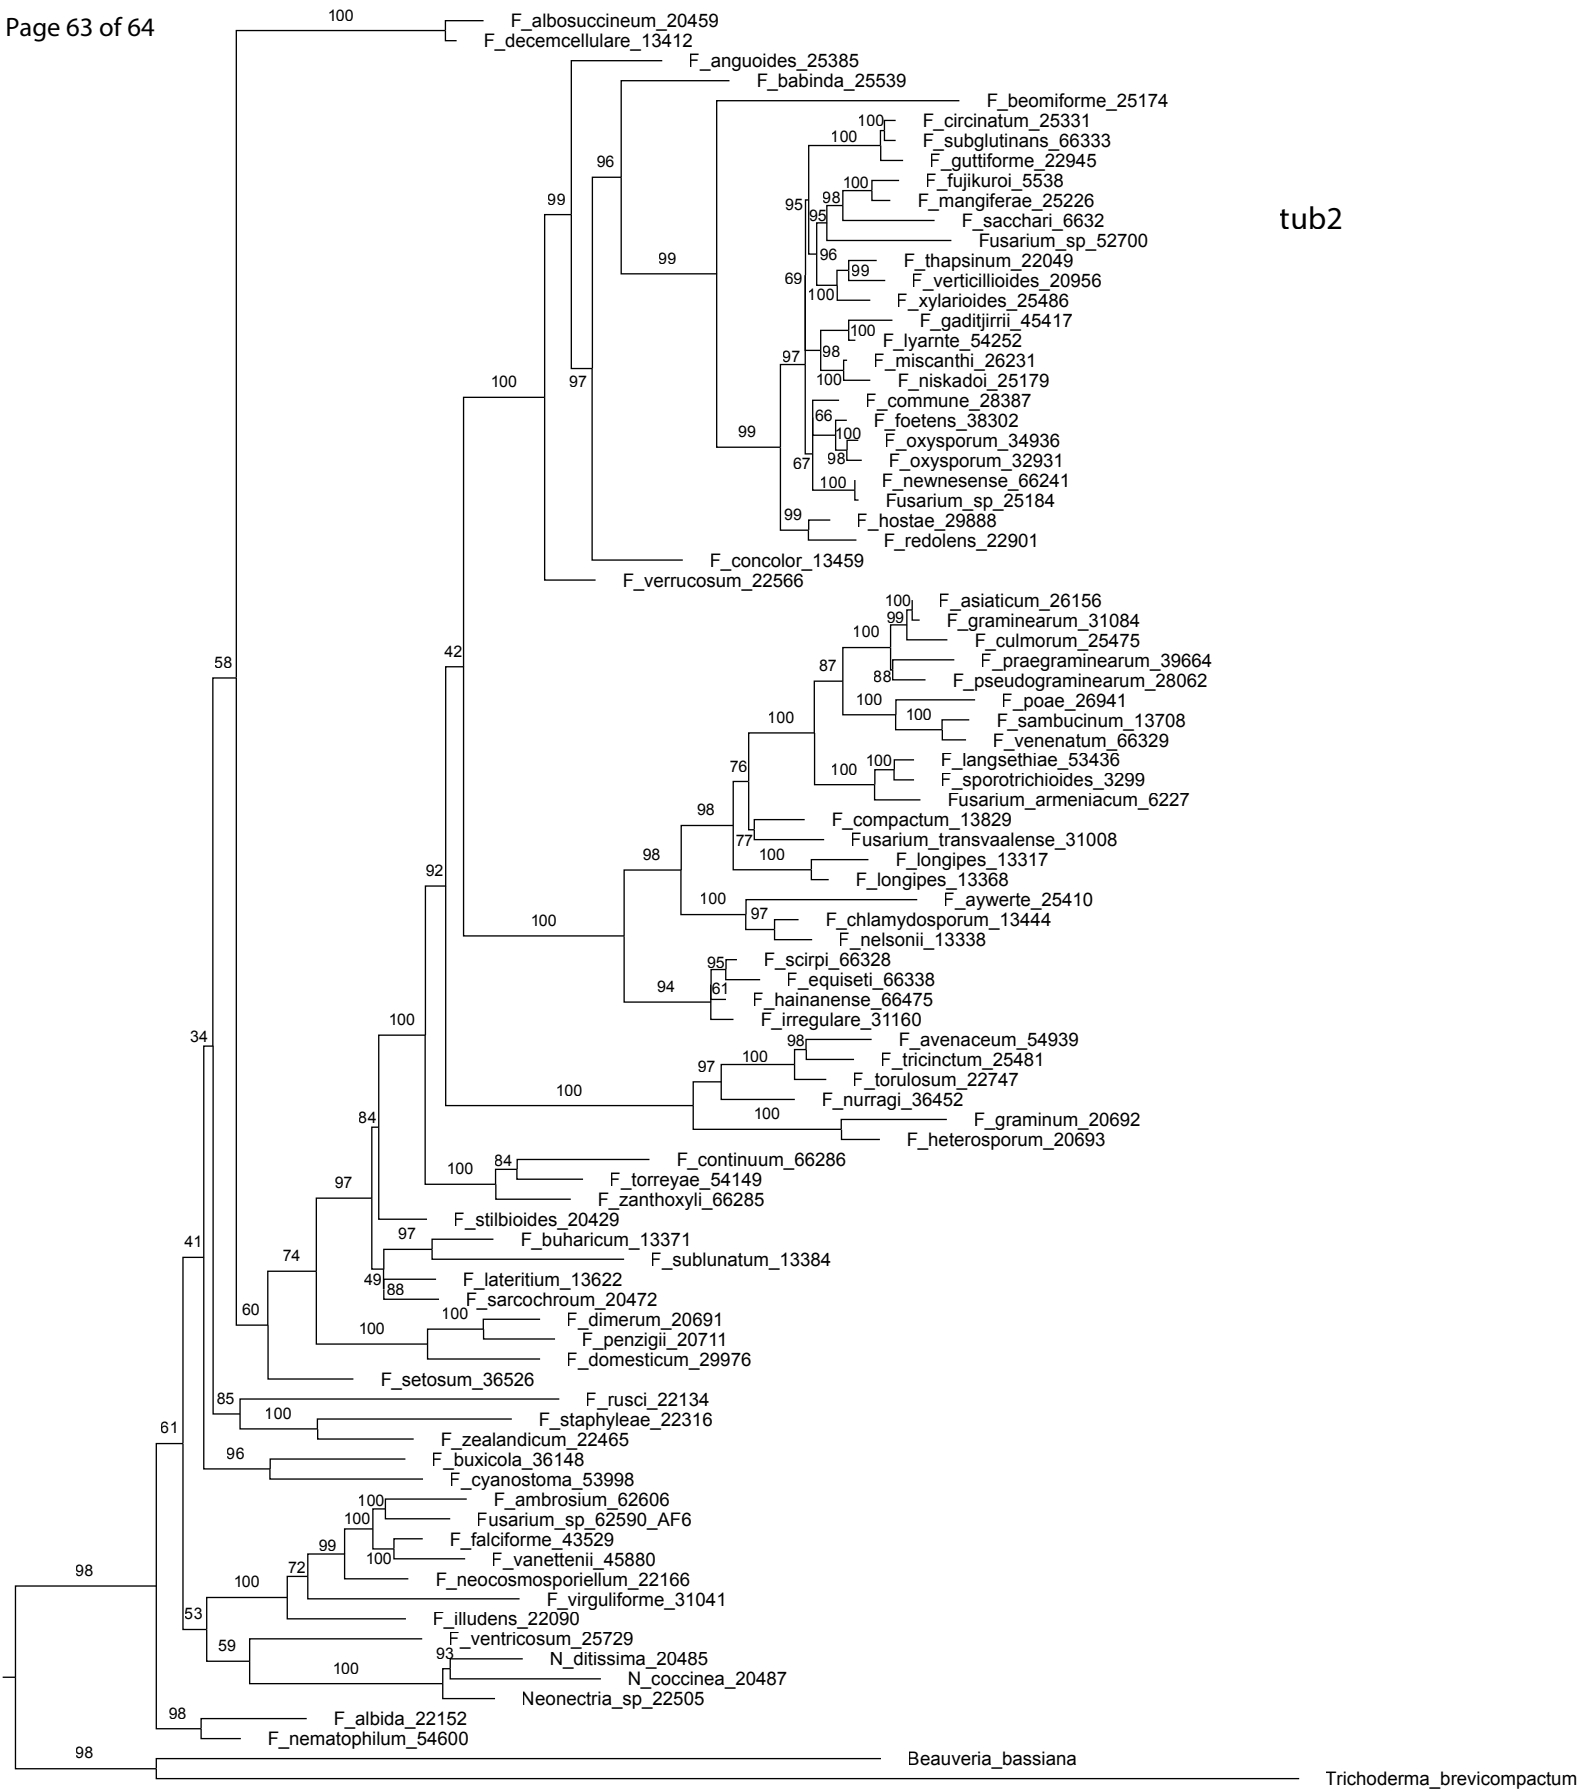 100
F_albosuccineum_20459
Page 63 of 64
F_decemcellulare_13412
F_anguoides_25385
F_babinda_25539
F_beomiforme_25174
100
F_circinatum_25331
100
F_subglutinans_66333
96
F_guttiforme_22945
100
F_fujikuroi_5538
99
95
98
F_mangiferae_25226
95
F_sacchari_6632
tub2
Fusarium_sp_52700
99
96
F_thapsinum_22049
69
99
F_verticillioides_20956
100
F_xylarioides_25486
F_gaditjirrii_45417
100
F_lyarnte_54252
97
98
F_miscanthi_26231
100
97
100
F_niskadoi_25179
F_commune_28387
66
F_foetens_38302
99
100
F_oxysporum_34936
67
98
F_oxysporum_32931
100
F_newnesense_66241
Fusarium_sp_25184
99
F_hostae_29888
F_redolens_22901
F_concolor_13459
F_verrucosum_22566
100
F_asiaticum_26156
99
F_graminearum_31084
100
F_culmorum_25475
42
58
87
F_praegraminearum_39664
88
F_pseudograminearum_28062
100
F_poae_26941
100
100
F_sambucinum_13708
F_venenatum_66329
76
100
100
F_langsethiae_53436
F_sporotrichioides_3299
Fusarium_armeniacum_6227
98
F_compactum_13829
77
Fusarium_transvaalense_31008
98
100
F_longipes_13317
92
F_longipes_13368
100
F_aywerte_25410
100
97
F_chlamydosporum_13444
F_nelsonii_13338
95
F_scirpi_66328
94
61
F_equiseti_66338
F_hainanense_66475
100
F_irregulare_31160
34
98
F_avenaceum_54939
97
100
F_tricinctum_25481
F_torulosum_22747
100
F_nurragi_36452
84
100
F_graminum_20692
F_heterosporum_20693
100
84
F_continuum_66286
97
F_torreyae_54149
F_zanthoxyli_66285
F_stilbioides_20429
41
74
97
F_buharicum_13371
F_sublunatum_13384
49
88
F_lateritium_13622
F_sarcochroum_20472
60
100
100
F_dimerum_20691
F_penzigii_20711
F_domesticum_29976
F_setosum_36526
85
F_rusci_22134
61
100
F_staphyleae_22316
F_zealandicum_22465
96
F_buxicola_36148
F_cyanostoma_53998
100
F_ambrosium_62606
100
Fusarium_sp_62590_AF6
99
F_falciforme_43529
98
72
100
F_vanettenii_45880
100
F_neocosmosporiellum_22166
F_virguliforme_31041
53
F_illudens_22090
59
F_ventricosum_25729
93
N_ditissima_20485
100
N_coccinea_20487
Neonectria_sp_22505
98
F_albida_22152
F_nematophilum_54600
98
Beauveria_bassiana
Trichoderma_brevicompactum